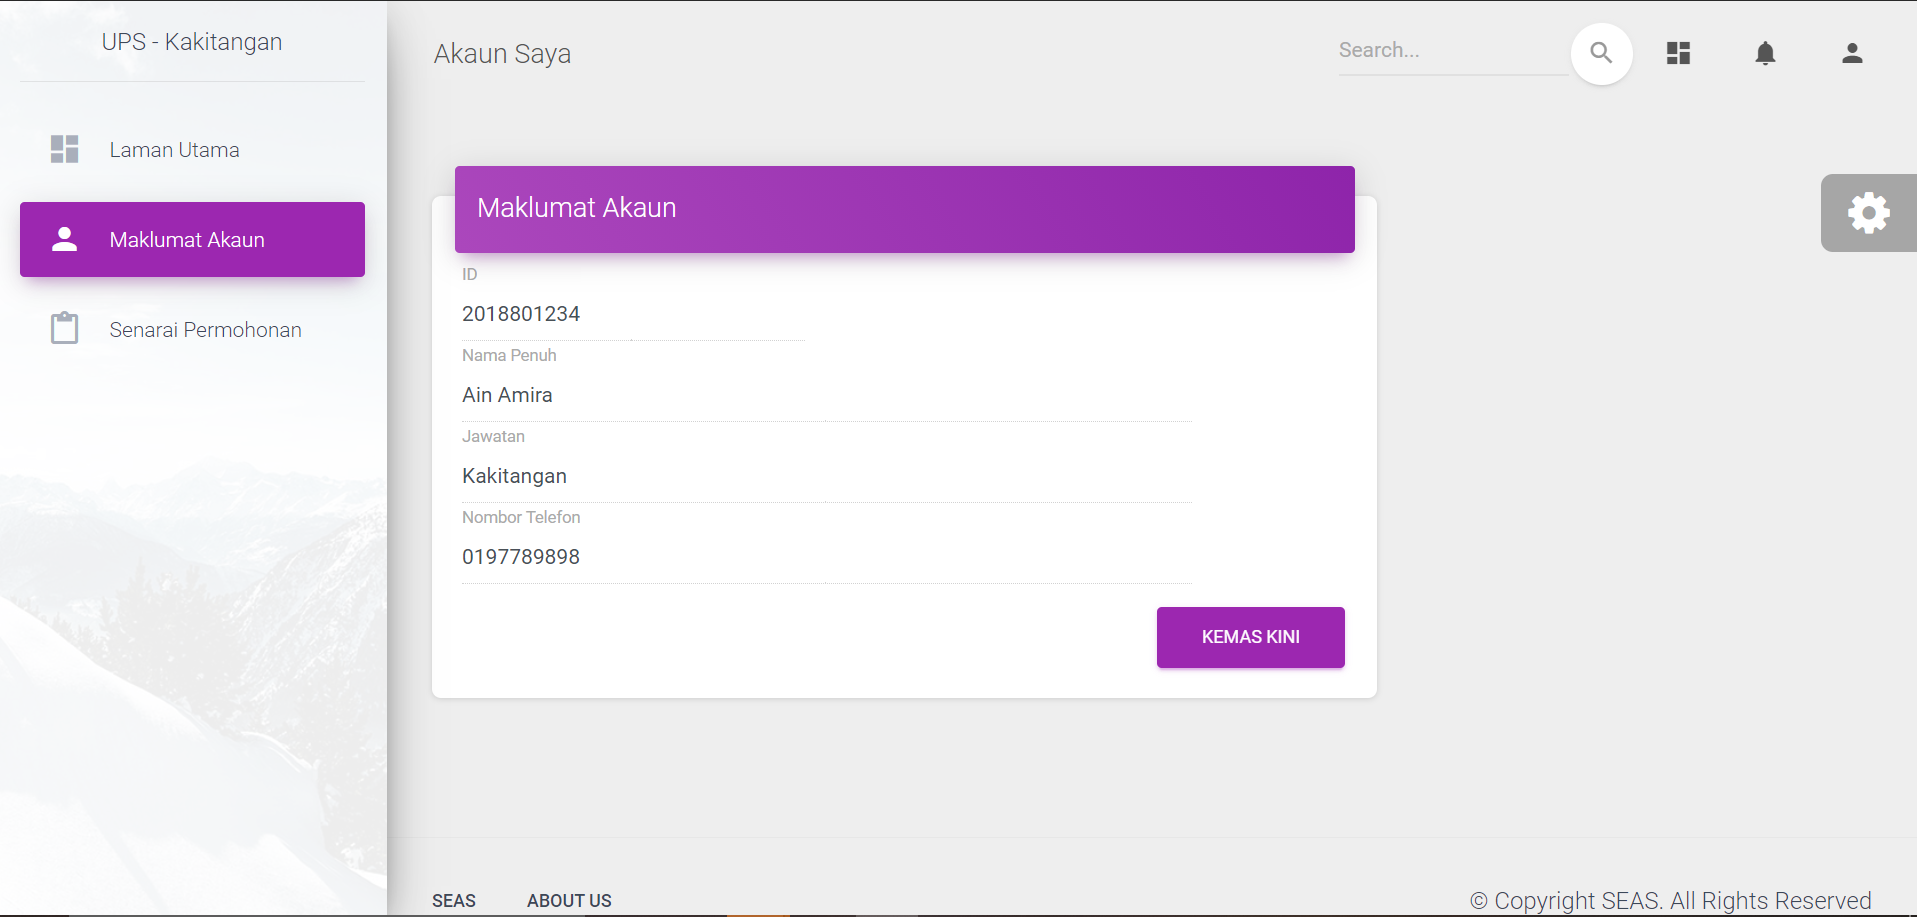 UPS - Kakitangan
Laman Utama
Maklumat Akaun
Senarai Permohonan
Akaun Saya
Search...
Maklumat Akaun
ID
2018801234
Nama Penuh
Ain Amira
Jawatan
Kakitangan
Nombor Telefon
0197789898
KEMAS KINI
SEAS
ABOUT US
© Copyright SEAS. All Rights Reserved